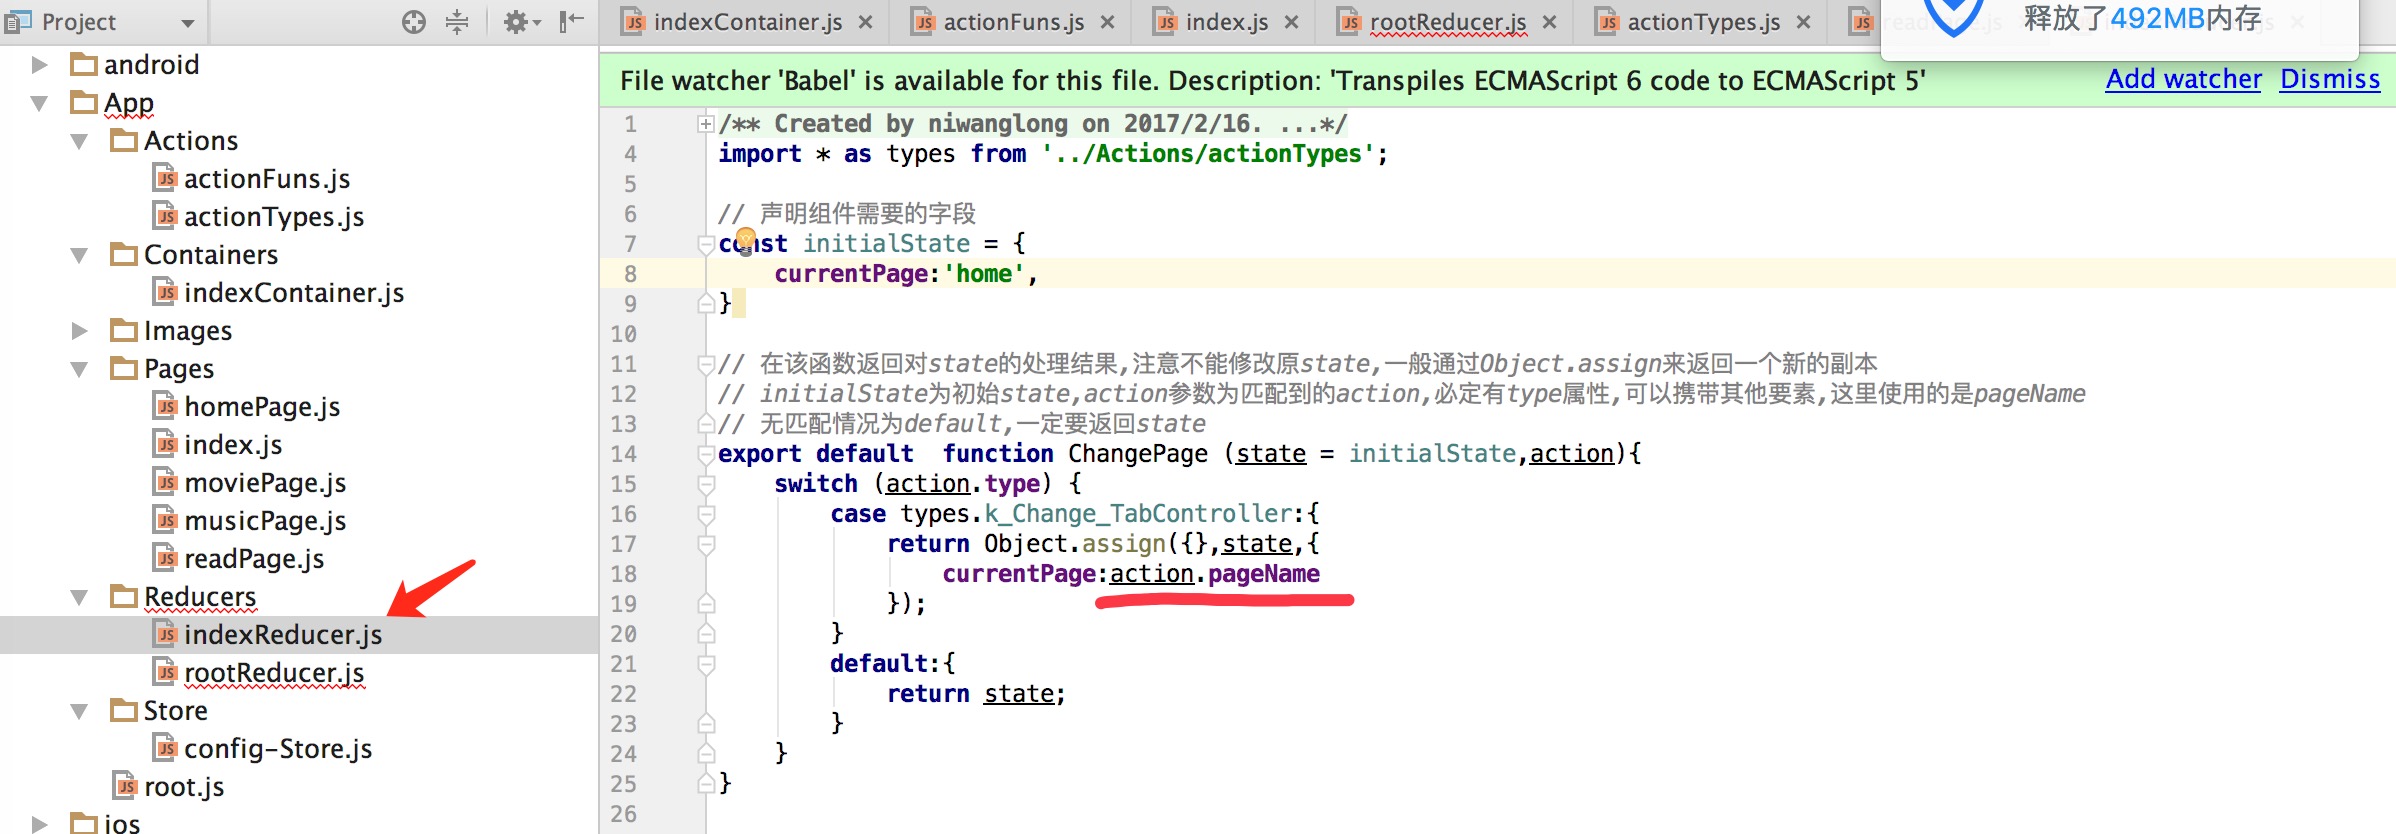 Project
android
App
Actions
actionFuns.js
actionTypes.js
Containers
indexContainer.js
Images
Pages
homePage.js
index.js
moviePage.js
musicPage.js
readPage.js
Reducers
indexReducer.js
rootReducer.js
Store
config-Store.js
root.js
ios
indexContainer.js
actionFuns.js
index.js
rootReducer.js
actionTypes.js
释放了492MB内存
File watcher 'Babel' is available for this file. Description: 'Transpiles ECMAScript 6 code to ECMAScript 5' Add watcher Dismiss
1 /** Created by niwanglong on 2017/2/16. ...*/
4 import * as types from '../Actions/actionTypes';
5
6 // 声明组件需要的字段
7 const initialState = {
8 currentPage:'home',
9 }
10
11 // 在该函数返回对state的处理结果,注意不能修改原state,一般通过Object.assign来返回一个新的副本
12 // initialState为初始state,action参数为匹配到的action,必定有type属性,可以携带其他要素,这里使用的是pageName
13 // 无匹配情况为default,一定要返回state
14 export default function ChangePage (state = initialState,action){
15 switch (action.type) {
16 case types.k_Change_TabController:{
17 return Object.assign({},state,{
18 currentPage:action.pageName
19 });
20 }
21 default:{
22 return state;
23 }
24 }
25 }
26